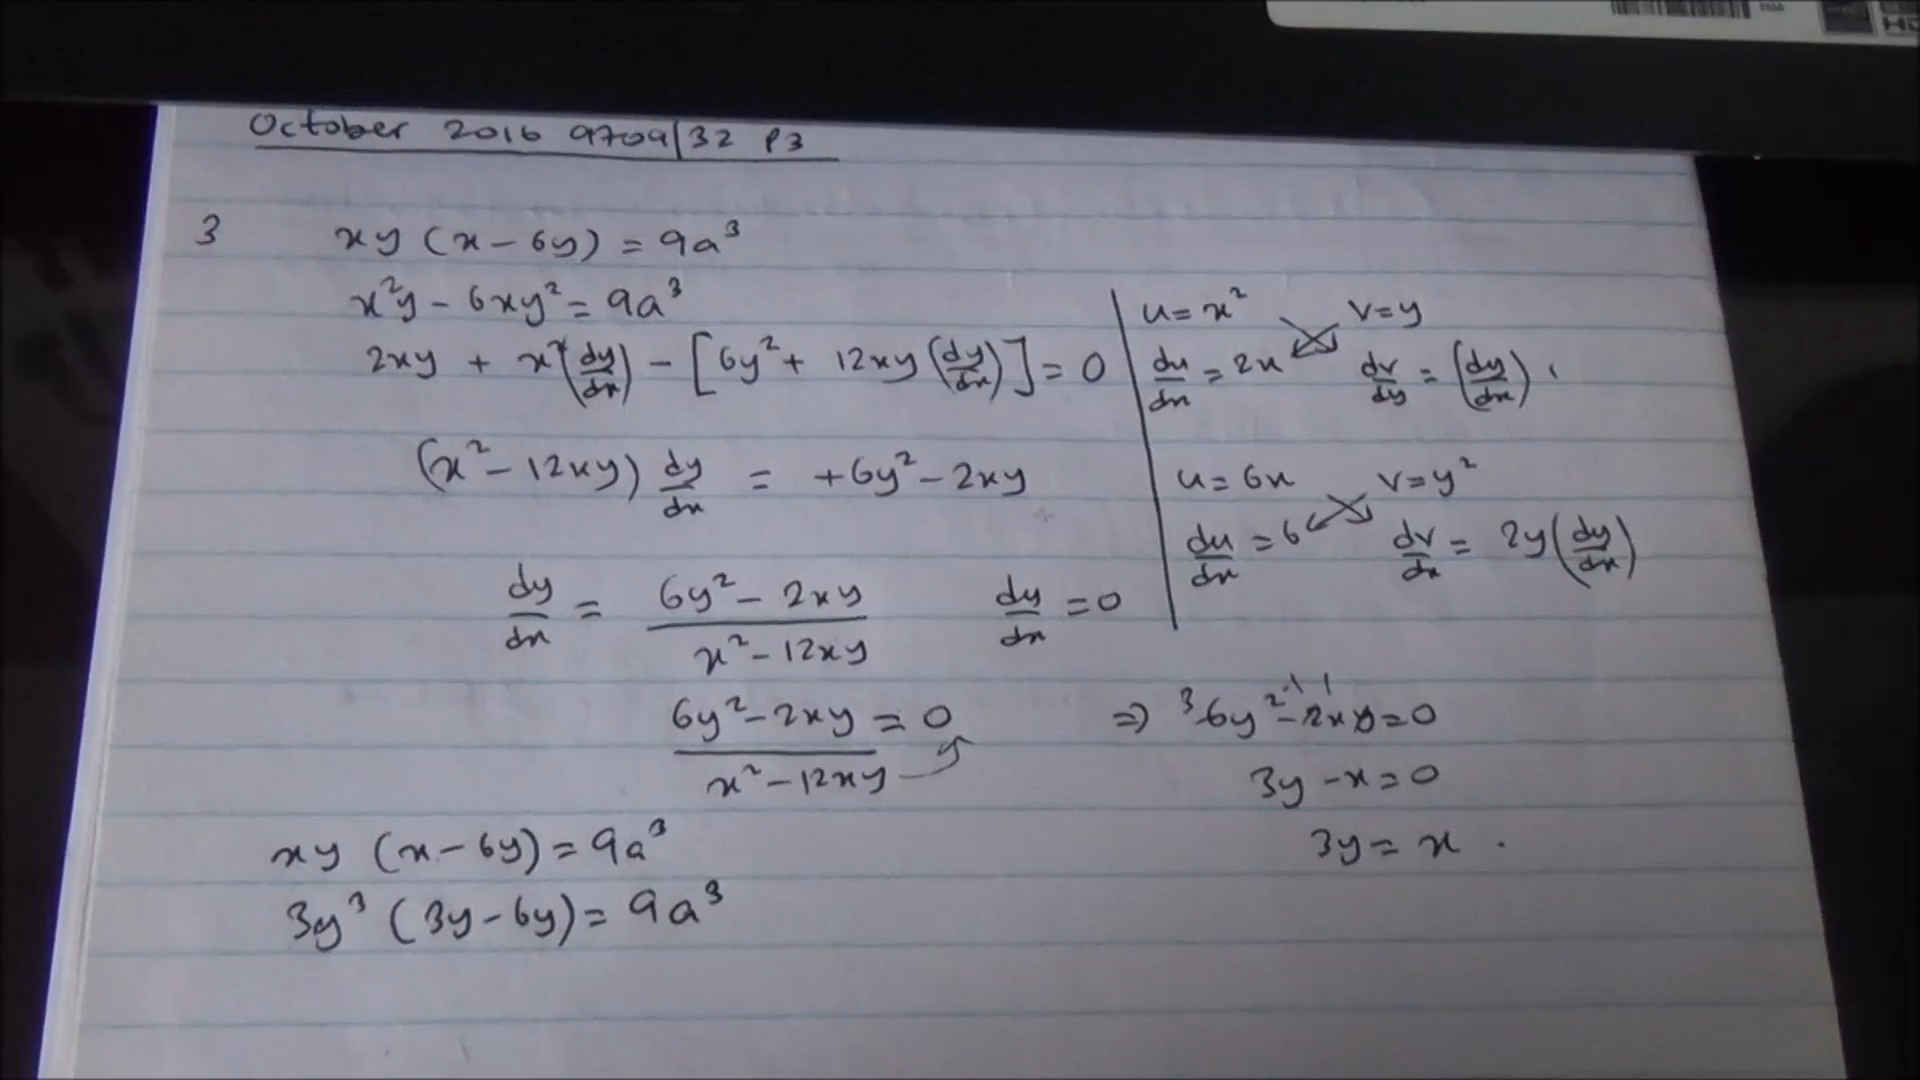 October 2016 9709/32 P3
3 xy (x - 6y) = 9a³
x²y - 6xy² = 9a³
2xy + x²(dy/dx) - [6y² + 12xy (dy/dx)] = 0
(x² - 12xy) dy/dx = +6y² - 2xy
dy/dx = (6y² - 2xy)/(x² - 12xy) dy/dx = 0
(6y² - 2xy)/(x² - 12xy) = 0
xy (x - 6y) = 9a³
3y³ (3y - 6y) = 9a³
u = x² v = y
du/dx = 2x dv/dy = (dy/dx)
u = 6x v = y²
du/dx = 6 dv/dx = 2y(dy/dx)
⇒ ³6y² - 2xy = 0
3y - x = 0
3y = x .